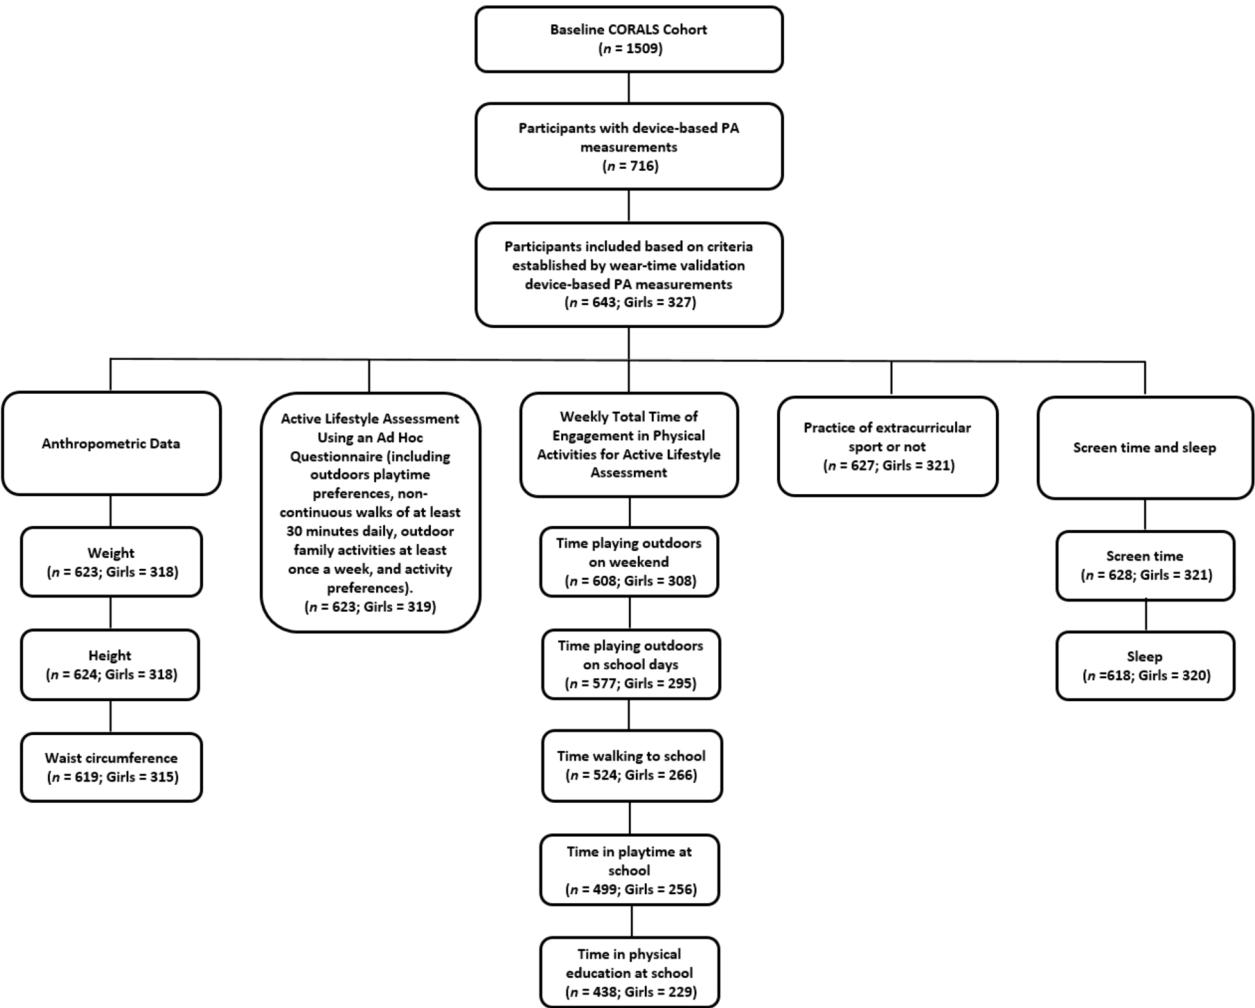 Baseline CORALS Cohort
(n = 1509)
Participants with device-based PA
measurements
(n = 716)
Participants included based on criteria
established by wear-time validation
device-based PA measurements
(n = 643; Girls = 327)
Anthropometric Data
Weight
(n = 623; Girls = 318)
Height
(n = 624; Girls = 318)
Waist circumference
(n = 619; Girls = 315)
Active Lifestyle Assessment
Using an Ad Hoc
Questionnaire (including
outdoors playtime
preferences, non-
continuous walks of at least
30 minutes daily, outdoor
family activities at least
once a week, and activity
preferences).
(n = 623; Girls = 319)
Weekly Total Time of
Engagement in Physical
Activities for Active Lifestyle
Assessment
Time playing outdoors
on weekend
(n = 608; Girls = 308)
Time playing outdoors
on school days
(n = 577; Girls = 295)
Time walking to school
(n = 524; Girls = 266)
Time in playtime at
school
(n = 499; Girls = 256)
Time in physical
education at school
(n = 438; Girls = 229)
Practice of extracurricular
sport or not
(n = 627; Girls = 321)
Screen time and sleep
Screen time
(n = 628; Girls = 321)
Sleep
(n =618; Girls = 320)